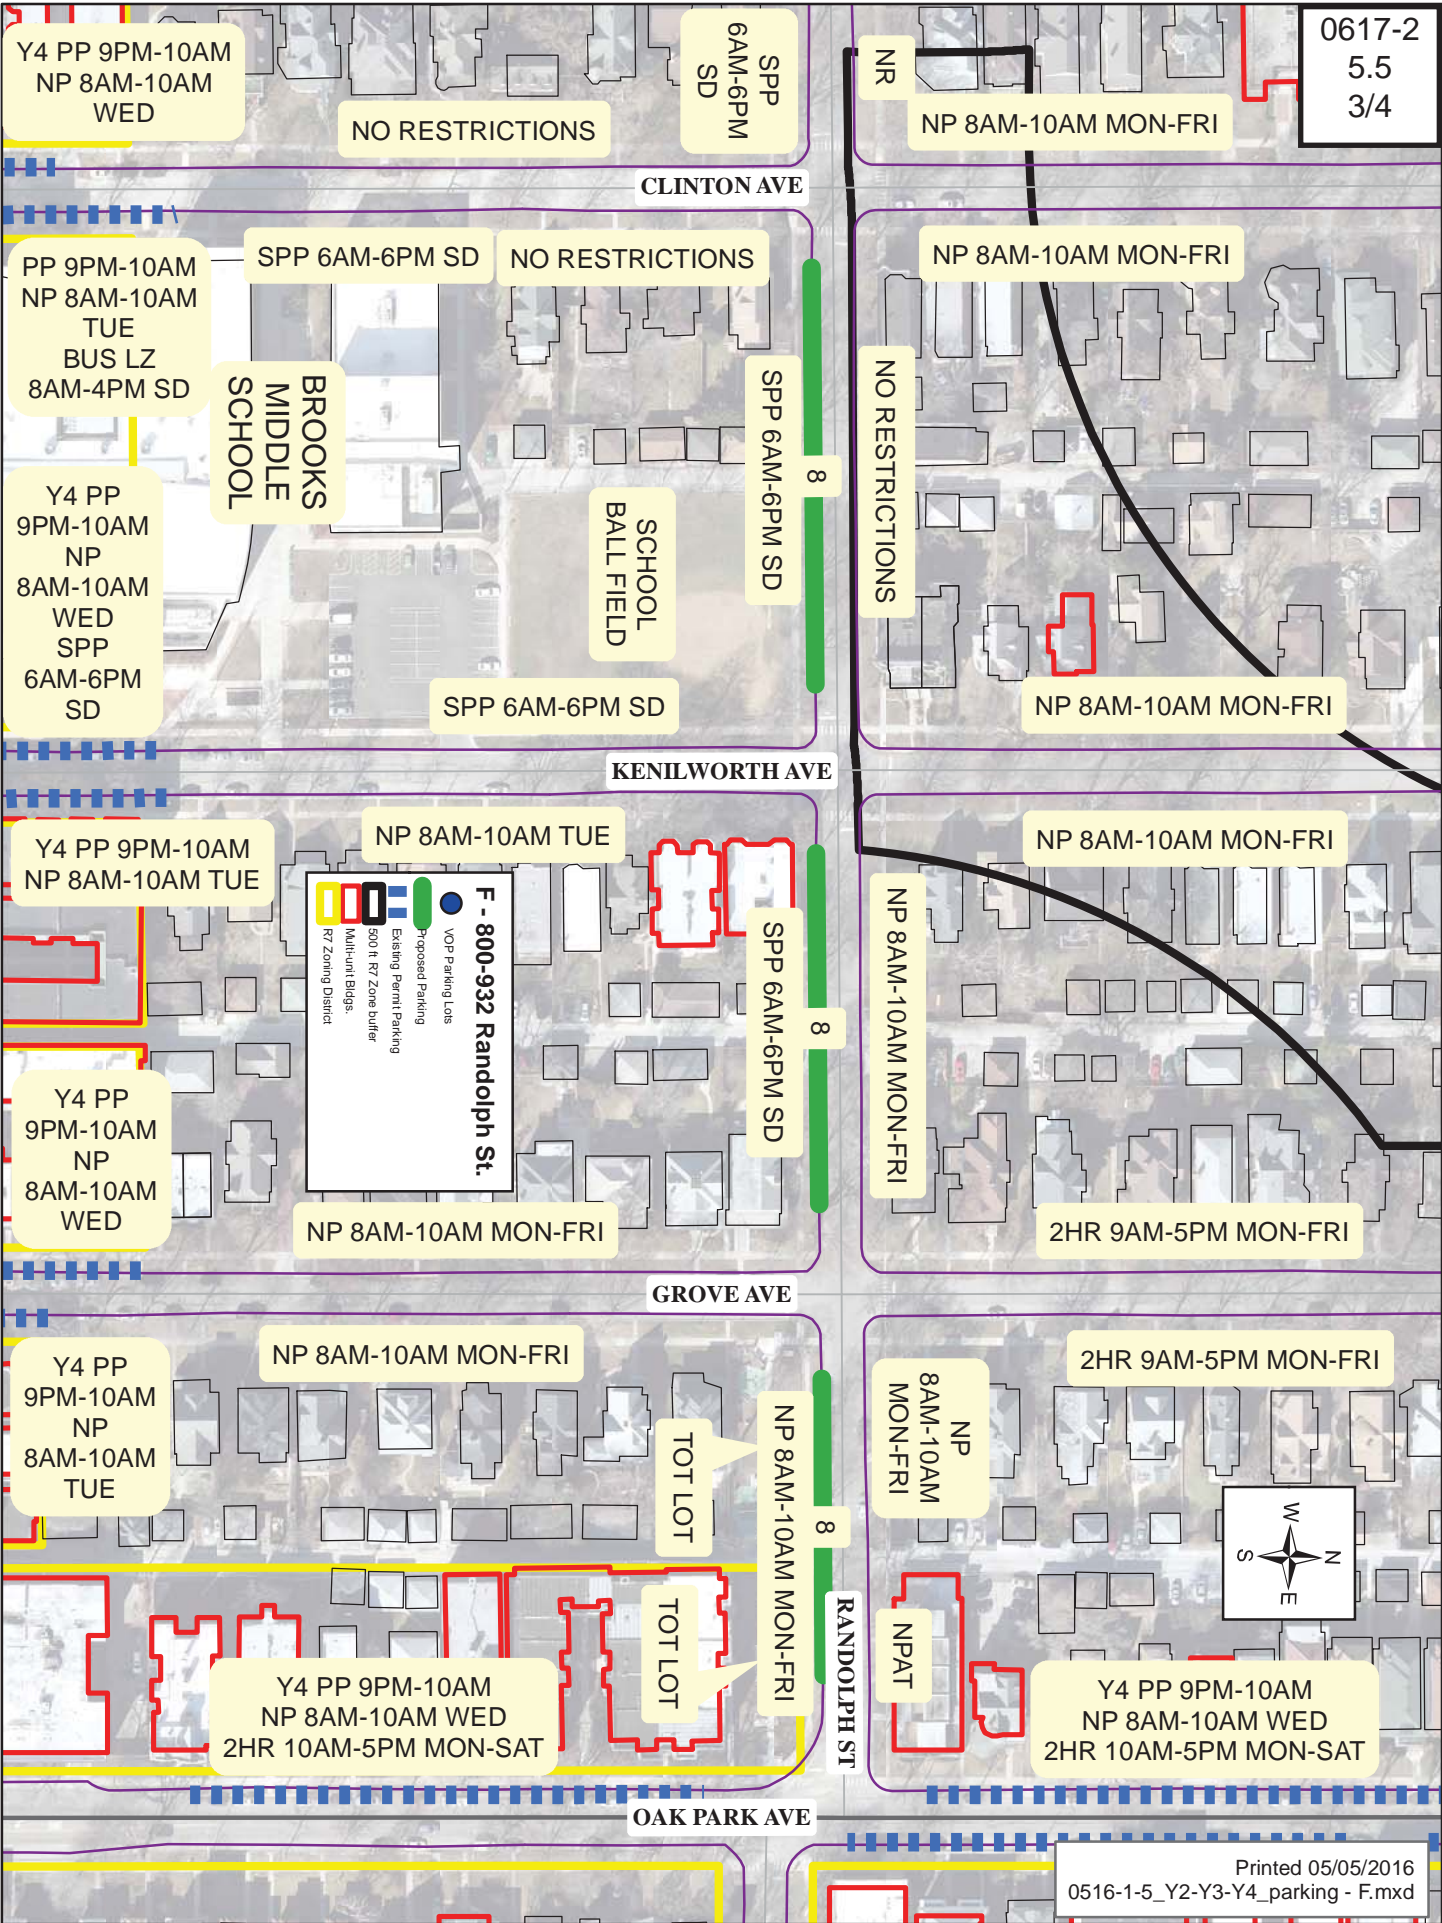 Y4 PP 9PM-10AM
NP 8AM-10AM
WED
NO RESTRICTIONS
SPP
6AM-6PM
SD
NR
NP 8AM-10AM MON-FRI
0617-2
5.5
3/4
CLINTON AVE
PP 9PM-10AM
NP 8AM-10AM
TUE
BUS LZ
8AM-4PM SD
SPP 6AM-6PM SD
NO RESTRICTIONS
NP 8AM-10AM MON-FRI
BROOKS
MIDDLE
SCHOOL
SPP 6AM-6PM SD
8
NO RESTRICTIONS
Y4 PP
9PM-10AM
NP
8AM-10AM
WED
SPP
6AM-6PM
SD
SCHOOL
BALL FIELD
SPP 6AM-6PM SD
NP 8AM-10AM MON-FRI
KENILWORTH AVE
Y4 PP 9PM-10AM
NP 8AM-10AM TUE
NP 8AM-10AM TUE
NP 8AM-10AM MON-FRI
F - 800-932 Randolph St.
VOP Parking Lots
Proposed Parking
Existing Permit Parking
500 ft R7 Zone buffer
Multi-unit Bldgs.
R7 Zoning District
SPP 6AM-6PM SD
8
NP 8AM-10AM MON-FRI
Y4 PP
9PM-10AM
NP
8AM-10AM
WED
NP 8AM-10AM MON-FRI
2HR 9AM-5PM MON-FRI
GROVE AVE
Y4 PP
9PM-10AM
NP
8AM-10AM
TUE
NP 8AM-10AM MON-FRI
TOT LOT
NP 8AM-10AM MON-FRI
8
NP
8AM-10AM
MON-FRI
2HR 9AM-5PM MON-FRI
N
W
E
S
TOT LOT
RANDOLPH ST
NPAT
Y4 PP 9PM-10AM
NP 8AM-10AM WED
2HR 10AM-5PM MON-SAT
Y4 PP 9PM-10AM
NP 8AM-10AM WED
2HR 10AM-5PM MON-SAT
OAK PARK AVE
Printed 05/05/2016
0516-1-5_Y2-Y3-Y4_parking - F.mxd